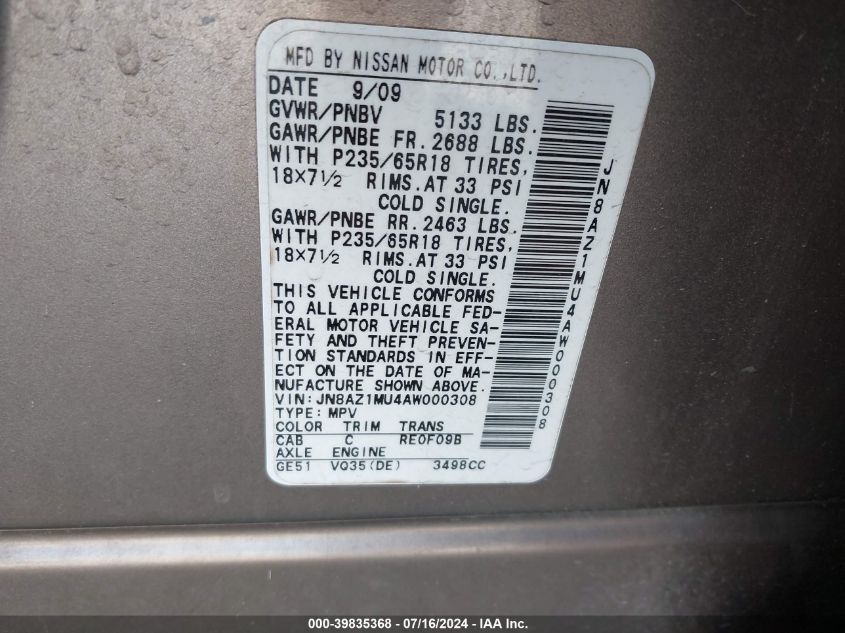 MFD BY NISSAN MOTOR CO.,LTD.
DATE 9/09
GVWR/PNBV 5133 LBS.
GAWR/PNBE FR. 2688 LBS.
WITH P235/65R18 TIRES,
18×7½ RIMS. AT 33 PSI
COLD SINGLE.
GAWR/PNBE RR. 2463 LBS.
WITH P235/65R18 TIRES,
18×7½ RIMS. AT 33 PSI
COLD SINGLE.
THIS VEHICLE CONFORMS
TO ALL APPLICABLE FED-
ERAL MOTOR VEHICLE SA-
FETY AND THEFT PREVEN-
TION STANDARDS IN EFF-
ECT ON THE DATE OF MA-
NUFACTURE SHOWN ABOVE.
VIN:JN8AZ1MU4AW000308
TYPE:MPV
COLOR TRIM TRANS
CAB C RE0F09B
AXLE ENGINE
GE51 VQ35(DE) 3498CC
JN8AZ1MU4AW000308
000-39835368 - 07/16/2024 - IAA Inc.